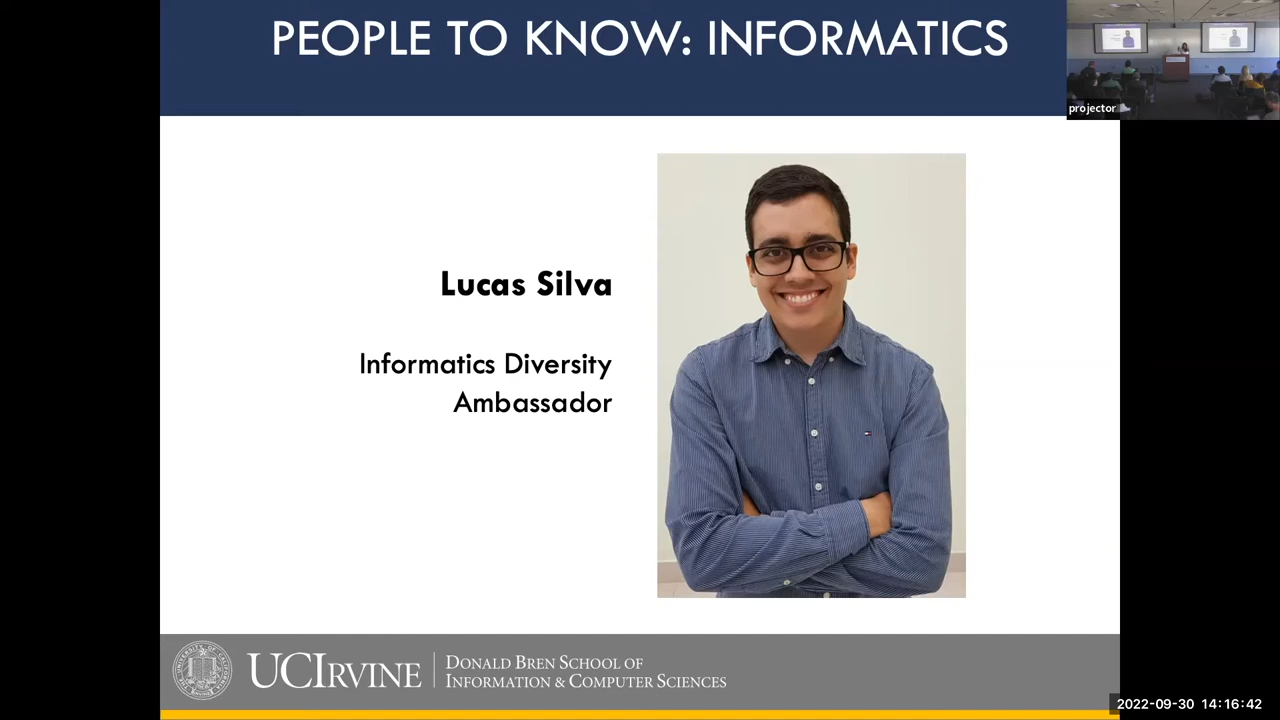 PEOPLE TO KNOW: INFORMATICS
projector
Lucas Silva
Informatics Diversity
Ambassador
UCIRVINE
DONALD BREN SCHOOL OF
INFORMATION & COMPUTER SCIENCES
2022-09-30 14:16:42